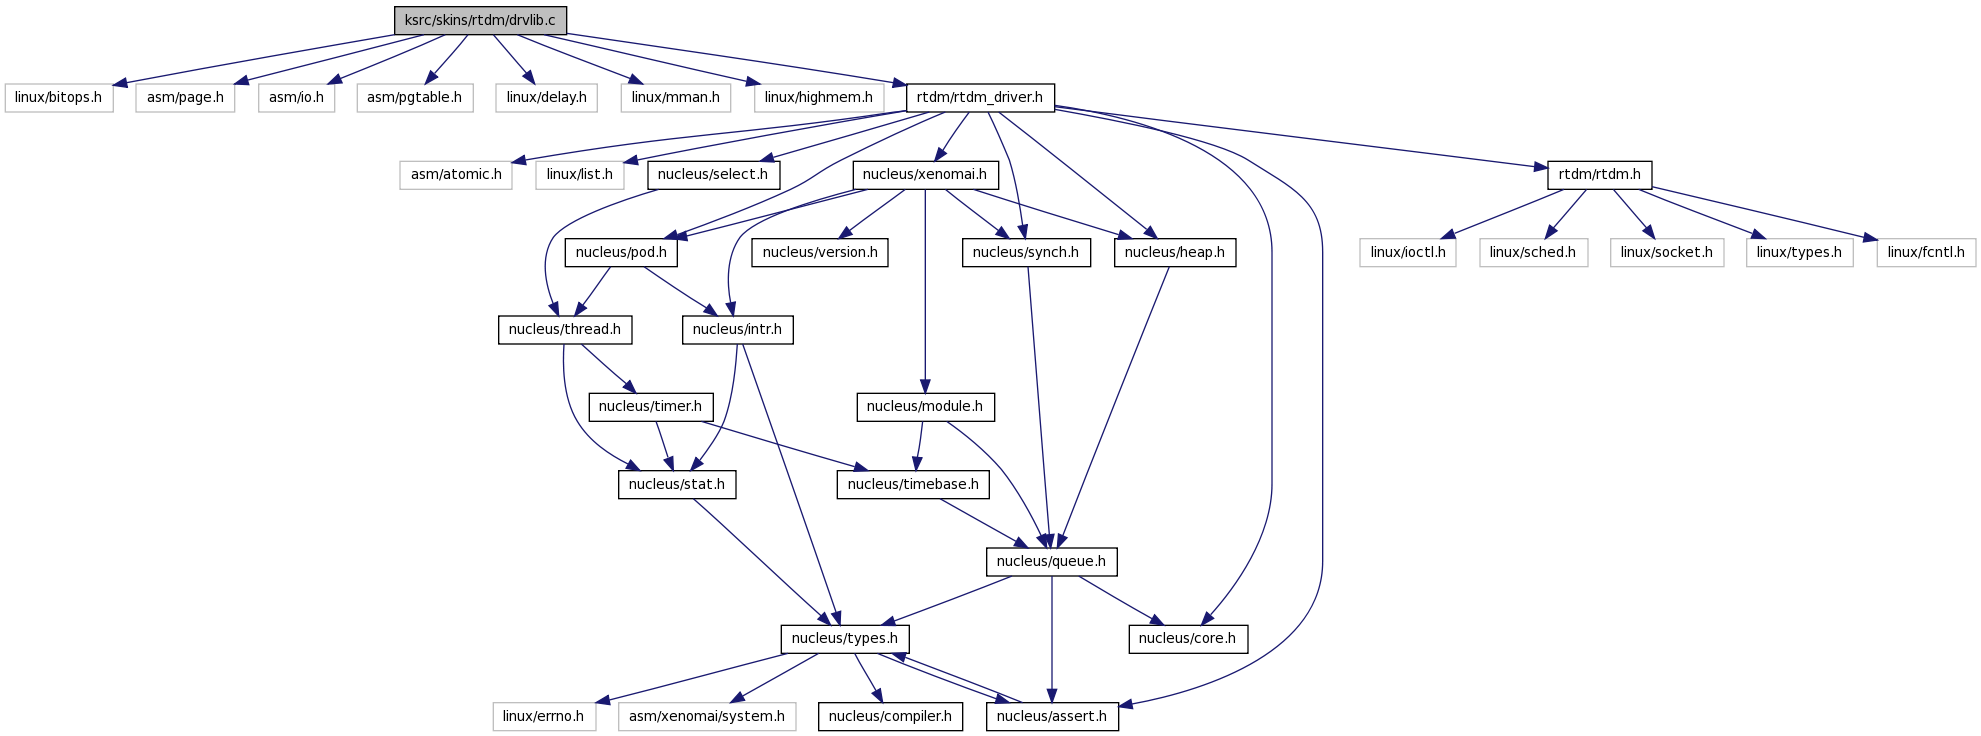 ksrc/skins/rtdm/drvlib.c
linux/bitops.h
asm/page.h
asm/io.h
asm/pgtable.h
linux/delay.h
linux/mman.h
linux/highmem.h
rtdm/rtdm_driver.h
asm/atomic.h
linux/list.h
nucleus/select.h
nucleus/xenomai.h
rtdm/rtdm.h
nucleus/pod.h
nucleus/version.h
nucleus/synch.h
nucleus/heap.h
linux/ioctl.h
linux/sched.h
linux/socket.h
linux/types.h
linux/fcntl.h
nucleus/thread.h
nucleus/intr.h
nucleus/timer.h
nucleus/module.h
nucleus/stat.h
nucleus/timebase.h
nucleus/queue.h
nucleus/types.h
nucleus/core.h
linux/errno.h
asm/xenomai/system.h
nucleus/compiler.h
nucleus/assert.h